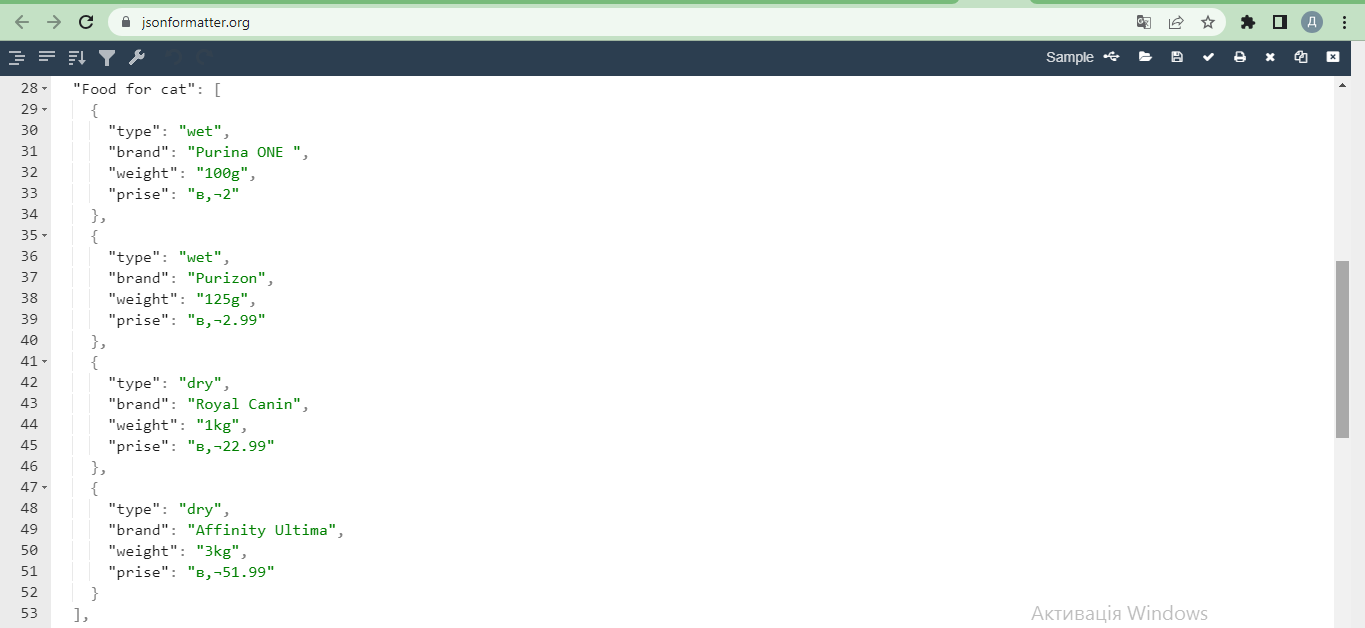 jsonformatter.org
Д
Sample
28 "Food for cat": [
29 {
30 "type": "wet",
31 "brand": "Purina ONE ",
32 "weight": "100g",
33 "prise": "в‚¬2"
34 },
35 {
36 "type": "wet",
37 "brand": "Purizon",
38 "weight": "125g",
39 "prise": "в‚¬2.99"
40 },
41 {
42 "type": "dry",
43 "brand": "Royal Canin",
44 "weight": "1kg",
45 "prise": "в‚¬22.99"
46 },
47 {
48 "type": "dry",
49 "brand": "Affinity Ultima",
50 "weight": "3kg",
51 "prise": "в‚¬51.99"
52 }
53 ],
Активація Windows